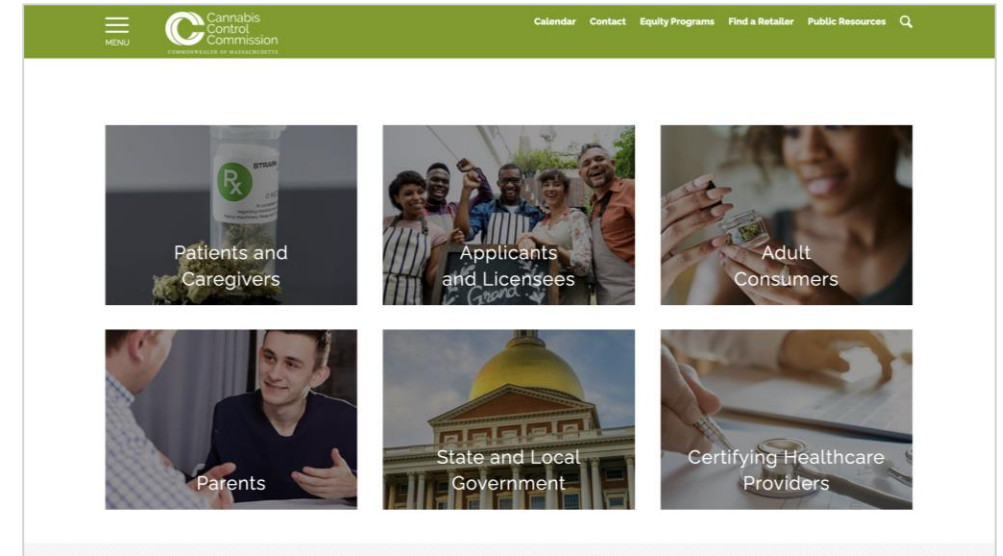 MENU
Cannabis
Control
Commission
COMMONWEALTH OF MASSACHUSETTS
Calendar Contact Equity Programs Find a Retailer Public Resources
STRAIN
Rx
Patients and
Caregivers
Grand
Applicants
and Licensees
Adult
Consumers
Parents
State and Local
Government
Certifying Healthcare
Providers